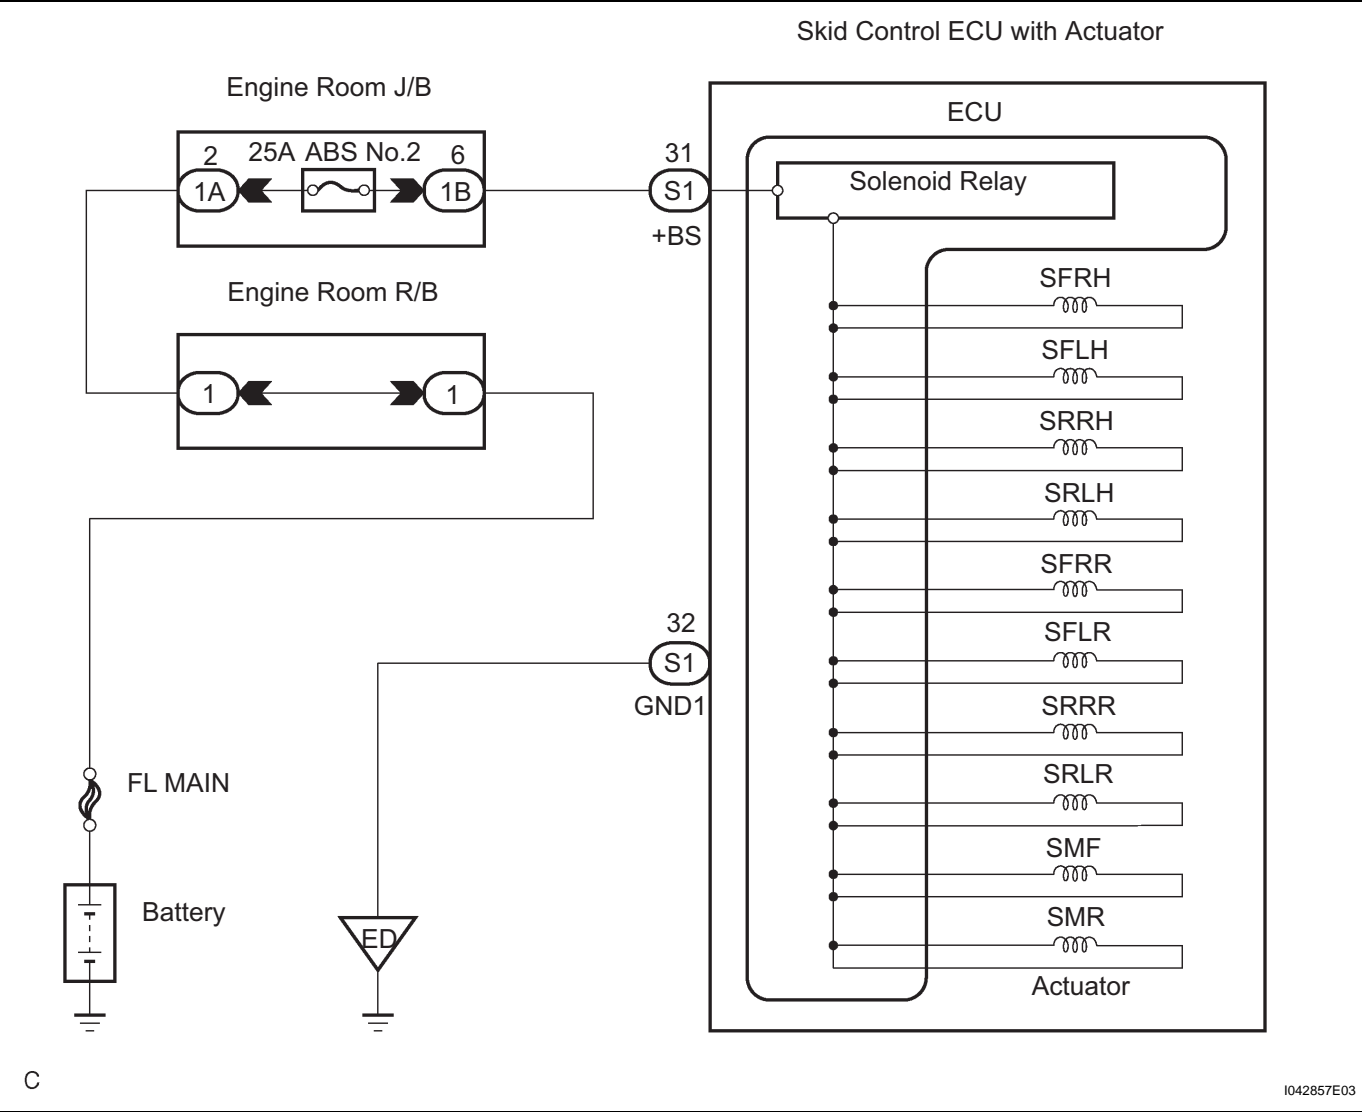 Skid Control ECU with Actuator
Engine Room J/B
ECU
2 25A ABS No.2 6
1A
1B
31
S1
+BS
Solenoid Relay
Engine Room R/B
1
1
SFRH
SFLH
SRRH
SRLH
SFRR
SFLR
SRRR
SRLR
SMF
SMR
Actuator
32
S1
GND1
FL MAIN
Battery
ED
C
I042857E03